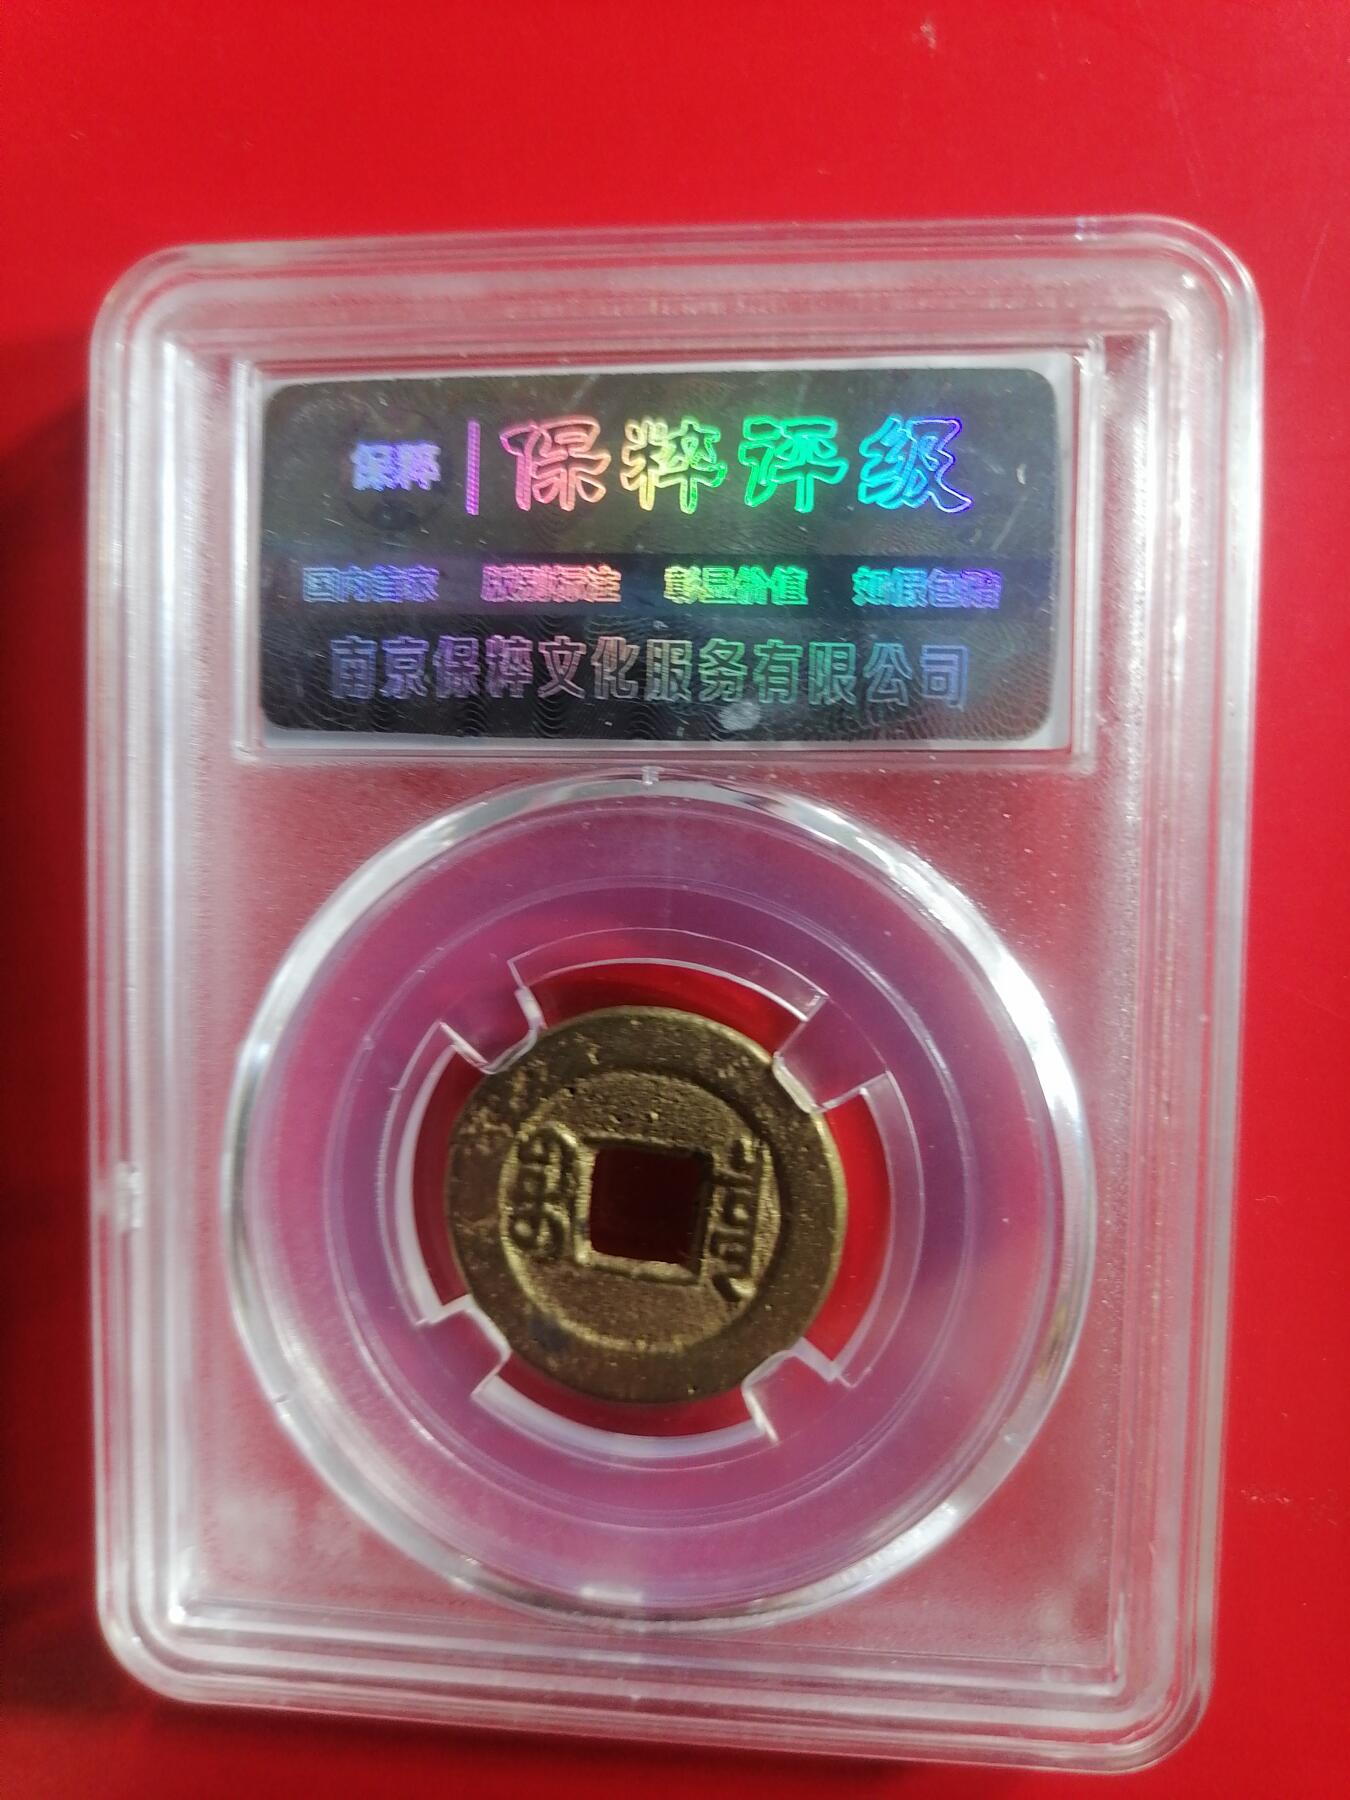 保粹 保粹评级
国内首家 版别标注 彰显价值 如假包赔
南京保粹文化服务有限公司